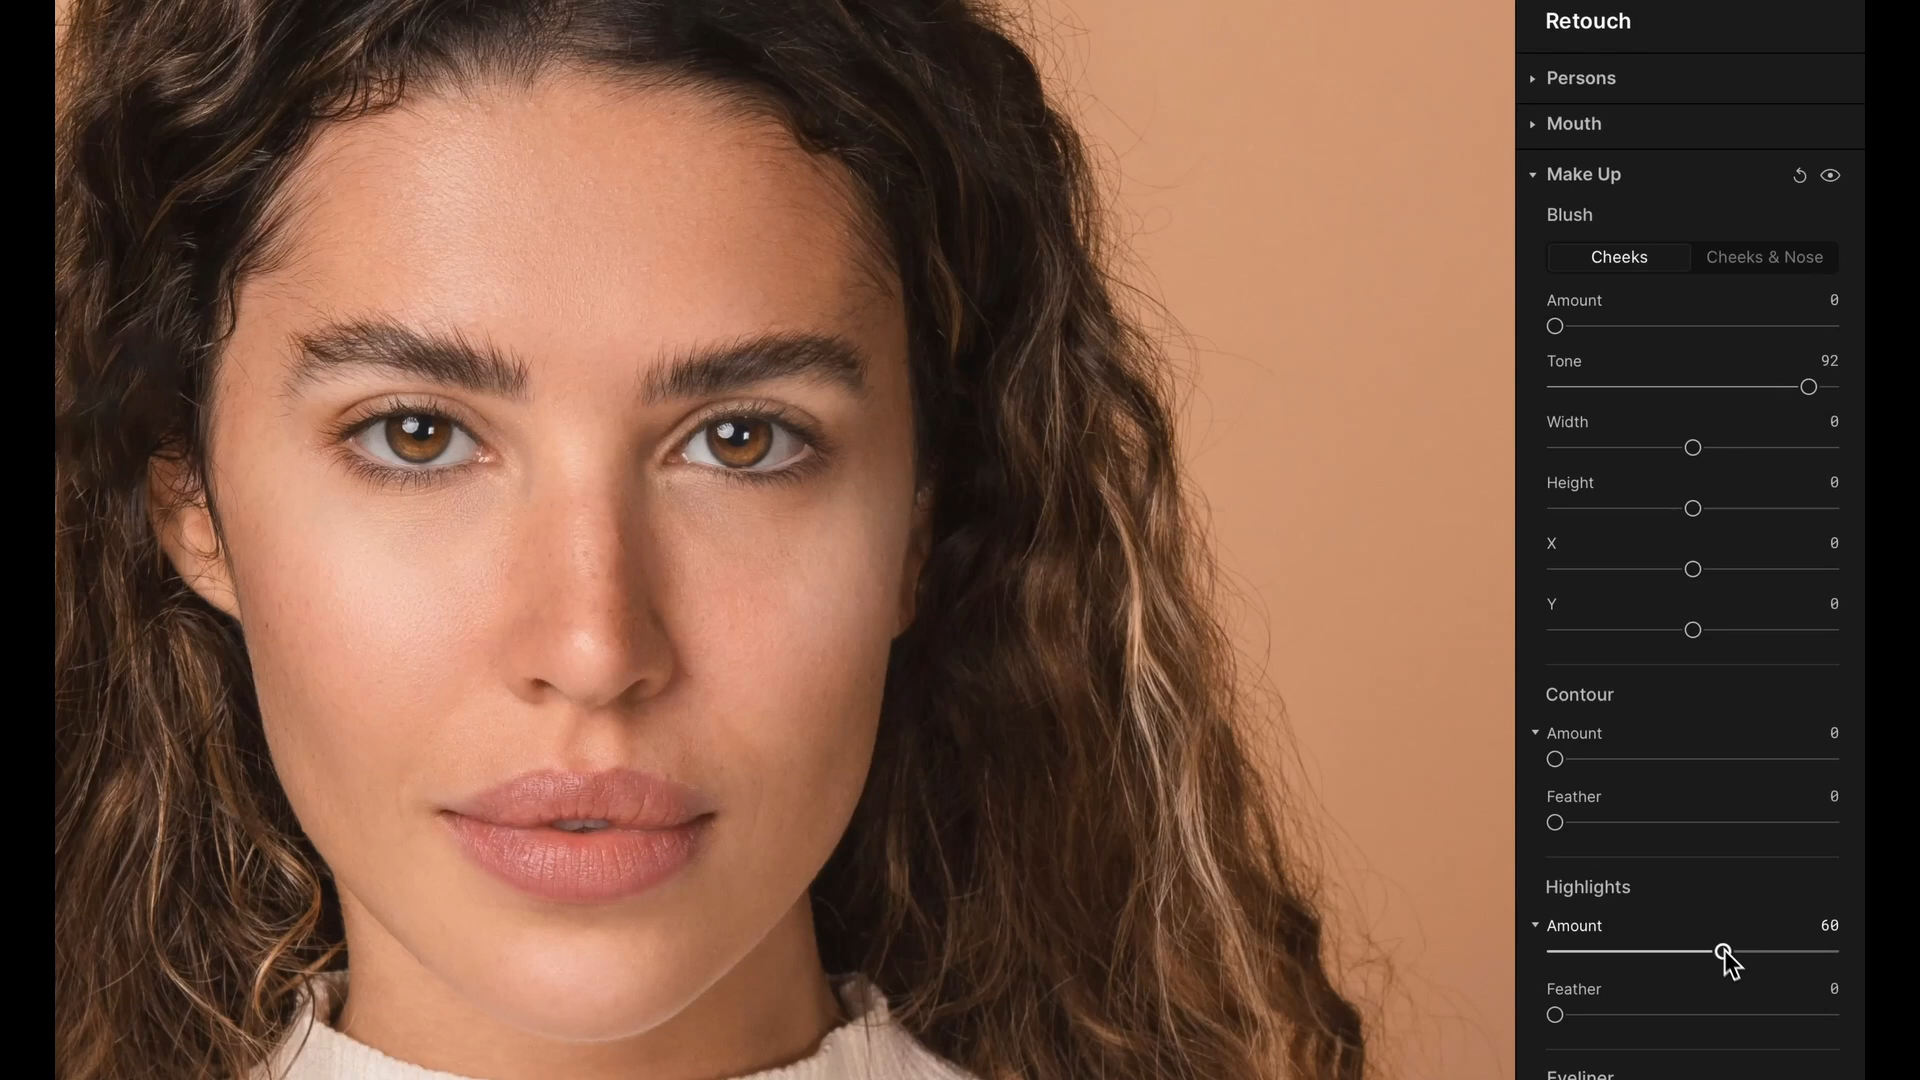 Retouch
Persons
Mouth
Make Up
Blush
Cheeks Cheeks & Nose
Amount 0
Tone 92
Width 0
Height 0
X 0
Y 0
Contour
Amount 0
Feather 0
Highlights
Amount 60
Feather 0
Eyeliner